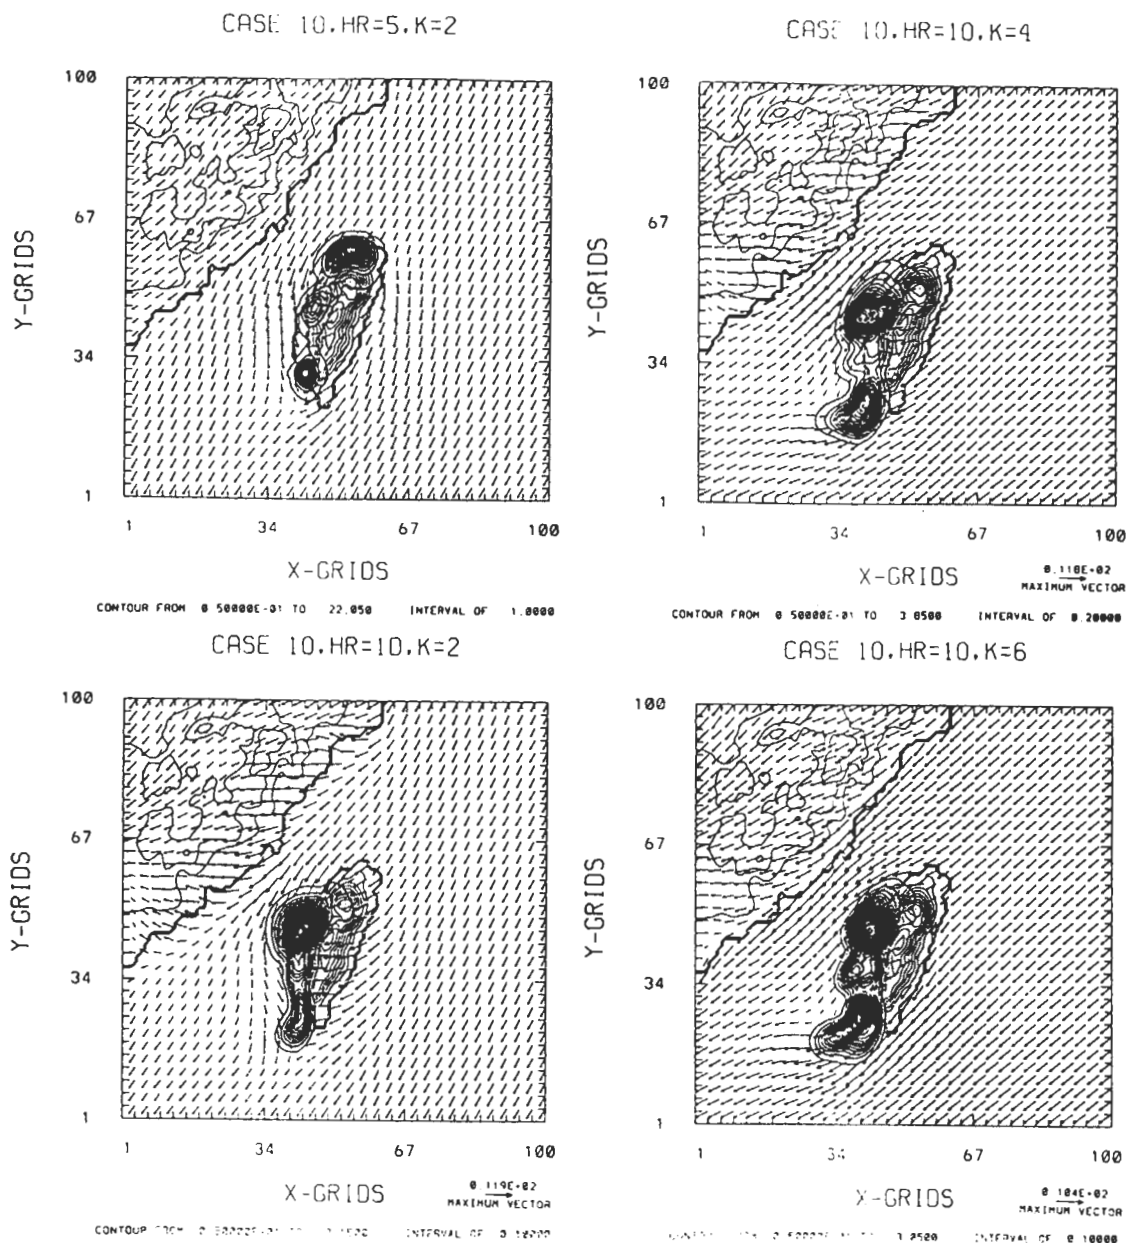 CASE 10,HR=5,K=2
100
67
34
1
Y-GRIDS
1 34 67 100
X-GRIDS
CONTOUR FROM 0.50000E-01 TO 22.050 INTERVAL OF 1.0000
CASE 10,HR=10,K=4
100
67
34
1
Y-GRIDS
1 34 67 100
X-GRIDS
0.118E+02
MAXIMUM VECTOR
CONTOUR FROM 0.50000E-01 TO 3.8500 INTERVAL OF 0.20000
CASE 10,HR=10,K=2
100
67
34
1
Y-GRIDS
1 34 67 100
X-GRIDS
0.119E+02
MAXIMUM VECTOR
CONTOUR INTERVAL OF
CASE 10,HR=10,K=6
100
67
34
1
Y-GRIDS
1 34 67 100
X-GRIDS
0.104E+02
MAXIMUM VECTOR
INTERVAL OF 0.10000